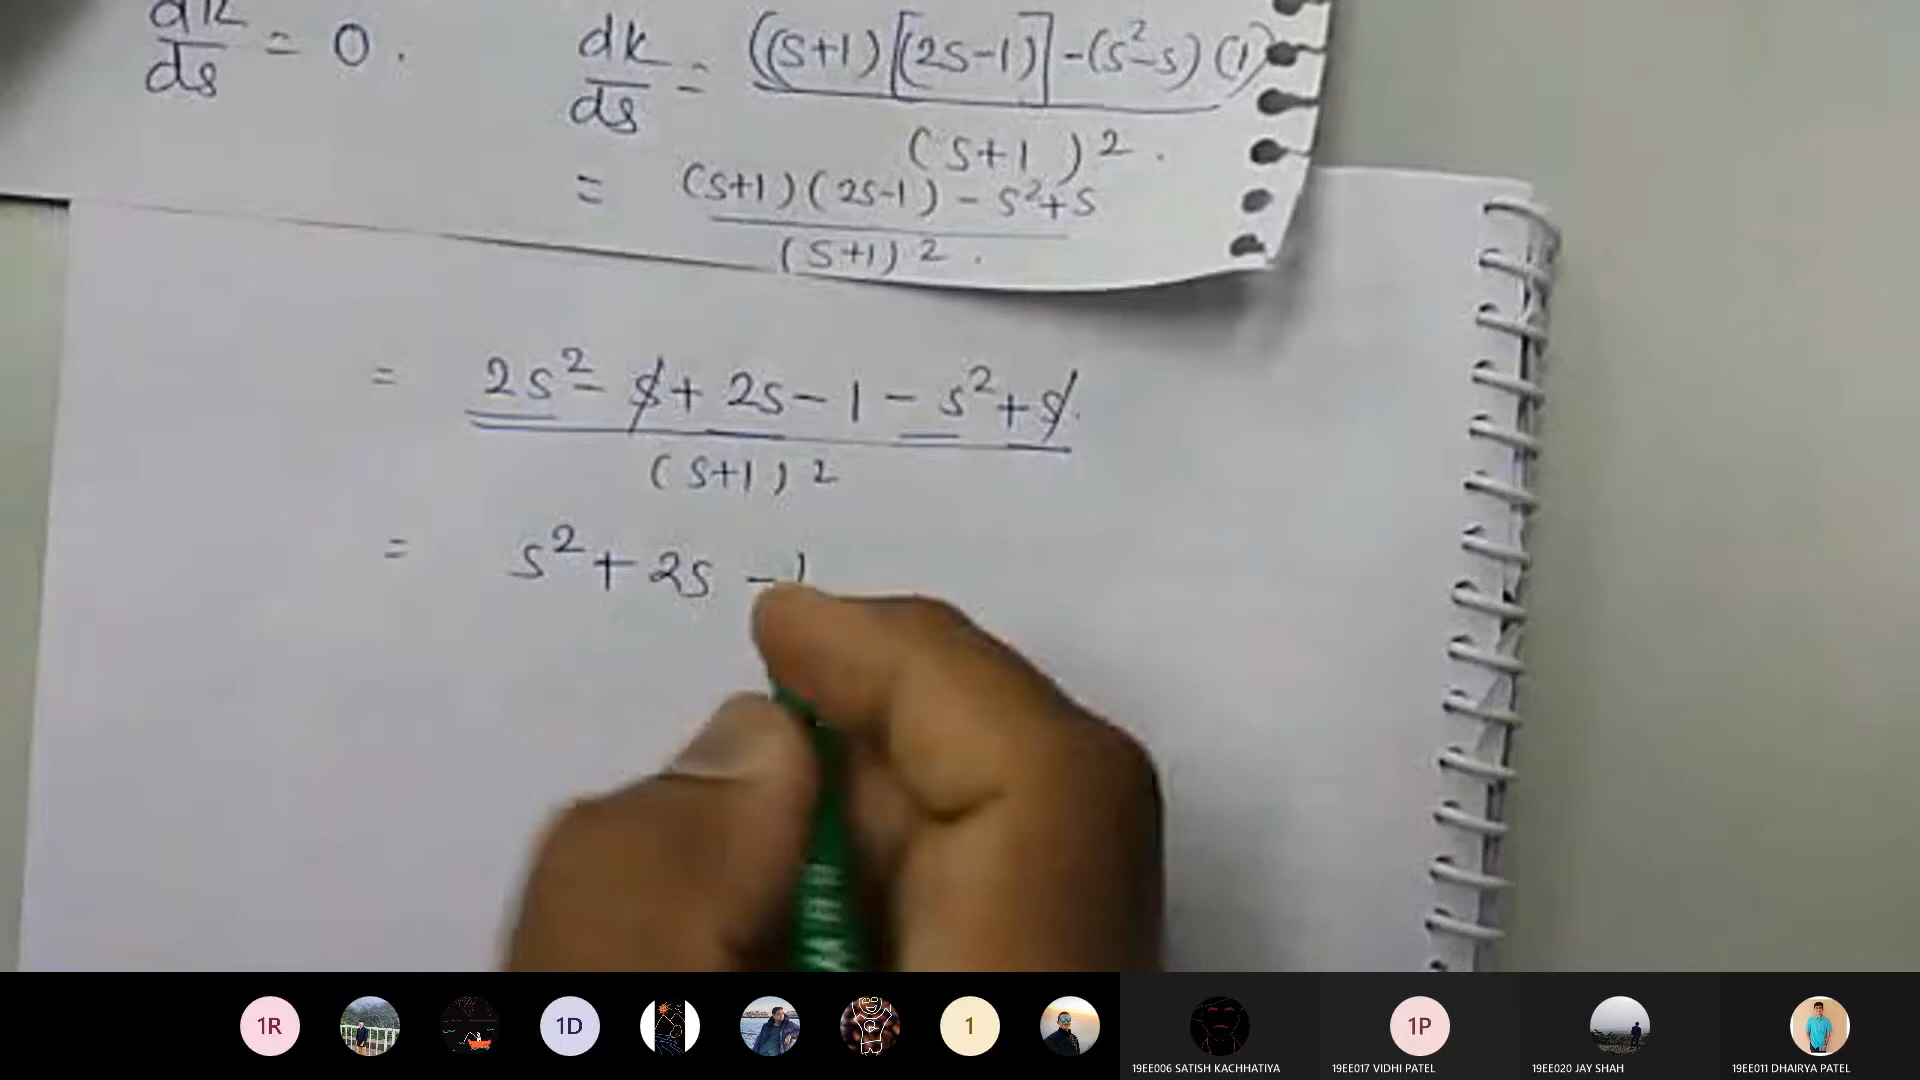 dk/ds = 0. dk/ds = ((s+1)[(2s-1)] -(s²-s)(1)) / (s+1)².
= (s+1)(2s-1) - s²+s / (s+1)².
= 2s² - s + 2s - 1 - s² + s / (s+1)²
= s² + 2s - 1
1R 1D 1 1P
19EE006 SATISH KACHHATIYA 19EE017 VIDHI PATEL 19EE020 JAY SHAH 19EE011 DHAIRYA PATEL